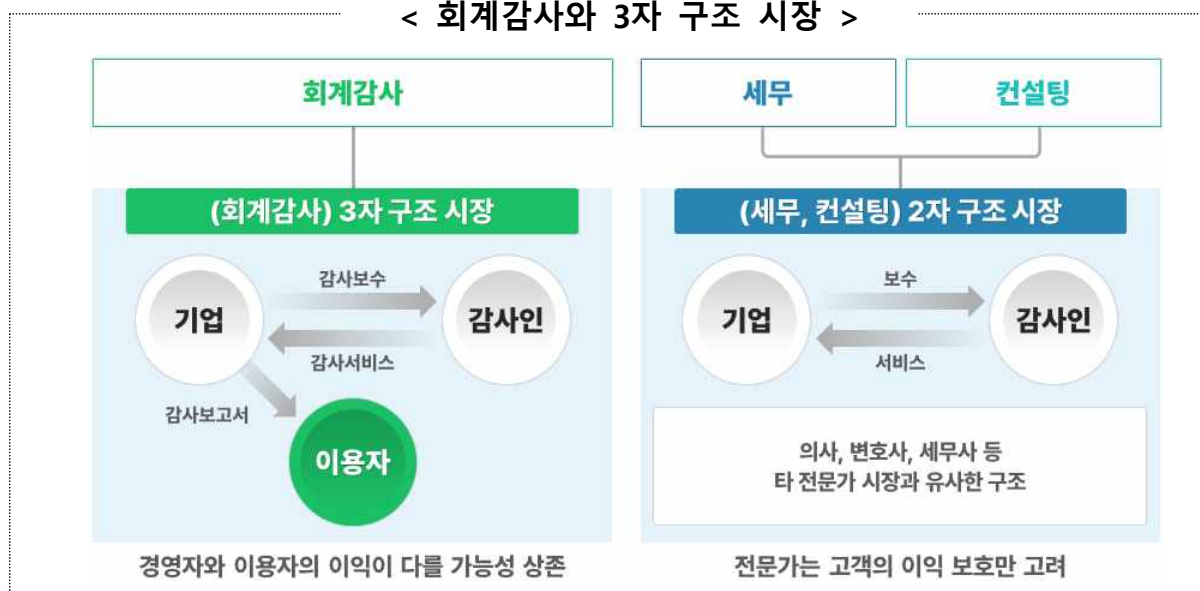 < 회계감사와 3자 구조 시장 >
회계감사
세무
컨설팅
(회계감사) 3자 구조 시장
기업
감사보수
감사인
감사서비스
감사보고서
이용자
경영자와 이용자의 이익이 다를 가능성 상존
(세무, 컨설팅) 2자 구조 시장
기업
보수
감사인
서비스
의사, 변호사, 세무사 등
타 전문가 시장과 유사한 구조
전문가는 고객의 이익 보호만 고려